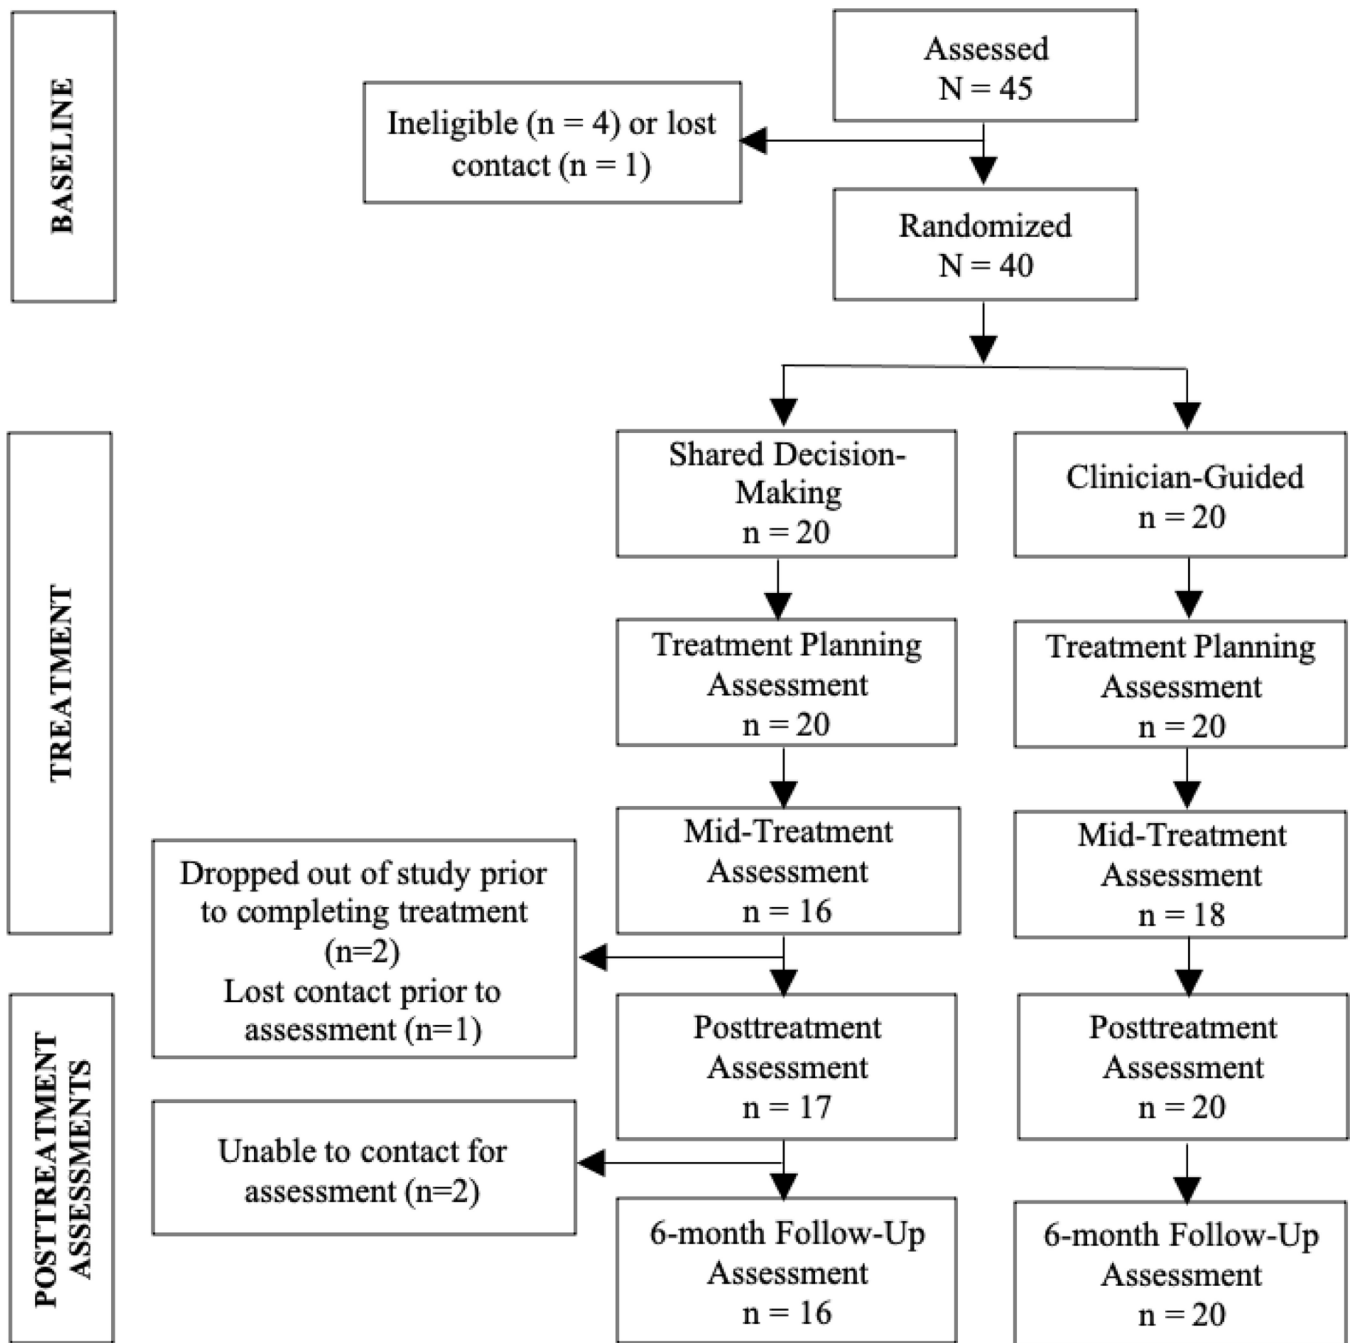 BASELINE
Assessed
N = 45
Ineligible (n = 4) or lost
contact (n = 1)
Randomized
N = 40
TREATMENT
Shared Decision-
Making
n = 20
Clinician-Guided
n = 20
Treatment Planning
Assessment
n = 20
Treatment Planning
Assessment
n = 20
Mid-Treatment
Assessment
n = 16
Mid-Treatment
Assessment
n = 18
Dropped out of study prior
to completing treatment
(n=2)
Lost contact prior to
assessment (n=1)
POSTTREATMENT
ASSESSMENTS
Posttreatment
Assessment
n = 17
Posttreatment
Assessment
n = 20
Unable to contact for
assessment (n=2)
6-month Follow-Up
Assessment
n = 16
6-month Follow-Up
Assessment
n = 20